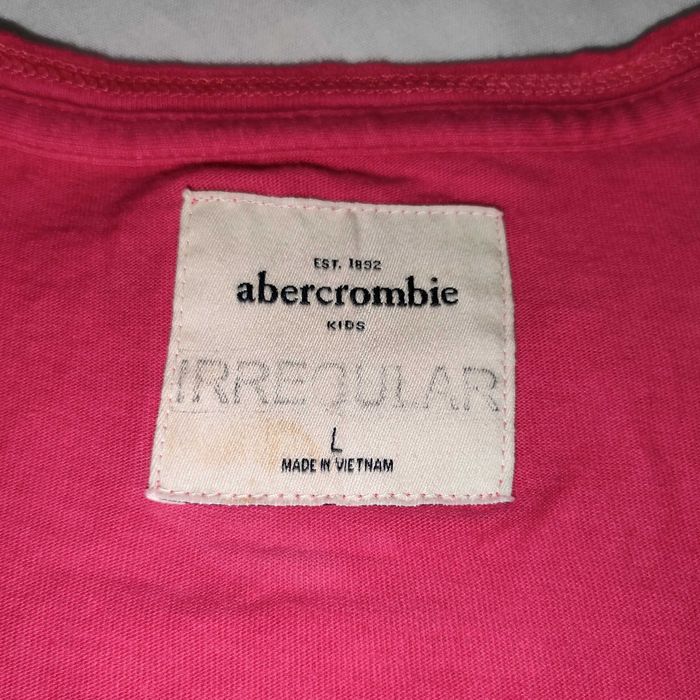 EST. 1892
abercrombie
KIDS
IRREGULAR
L
MADE IN VIETNAM